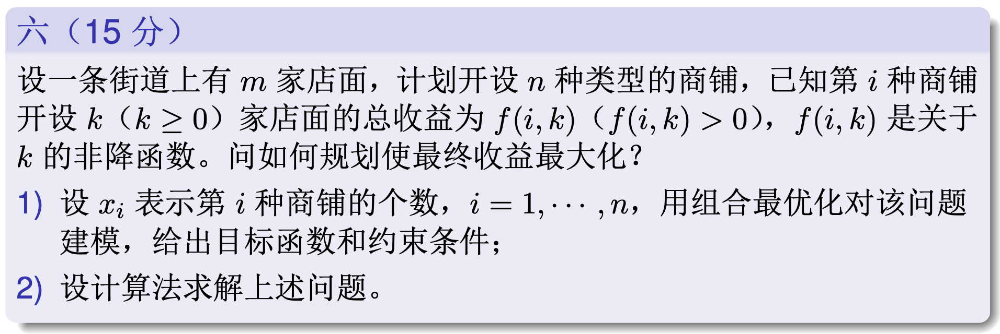 六（15 分）
设一条街道上有 m 家店面，计划开设 n 种类型的商铺，已知第 i 种商铺
开设 k（k ≥ 0）家店面的总收益为 f(i, k)（f(i, k) > 0），f(i, k) 是关于
k 的非降函数。问如何规划使最终收益最大化？
1) 设 xᵢ 表示第 i 种商铺的个数，i = 1, ⋯ , n，用组合最优化对该问题
建模，给出目标函数和约束条件；
2) 设计算法求解上述问题。